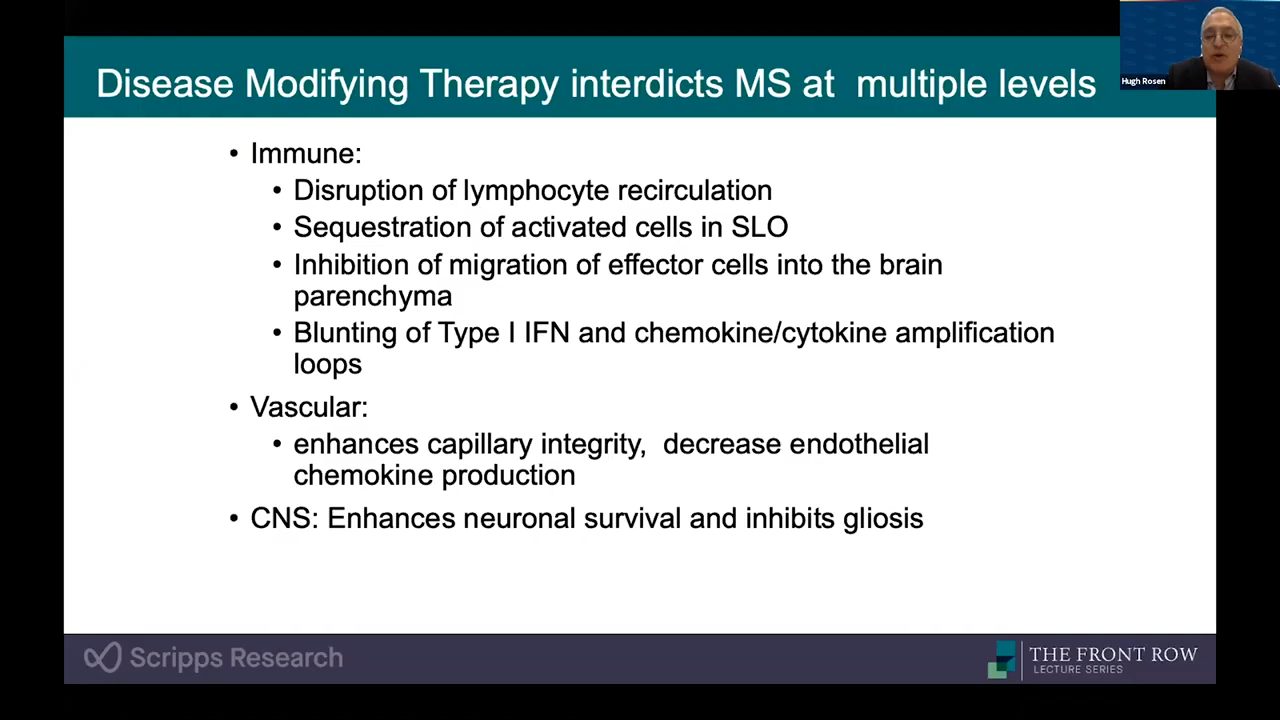 Disease Modifying Therapy interdicts MS at  multiple levels
Hugh Rosen
• Immune:
• Disruption of lymphocyte recirculation
• Sequestration of activated cells in SLO
• Inhibition of migration of effector cells into the brain
parenchyma
• Blunting of Type I IFN and chemokine/cytokine amplification
loops
• Vascular:
• enhances capillary integrity,  decrease endothelial
chemokine production
• CNS: Enhances neuronal survival and inhibits gliosis
Scripps Research
THE FRONT ROW
LECTURE SERIES